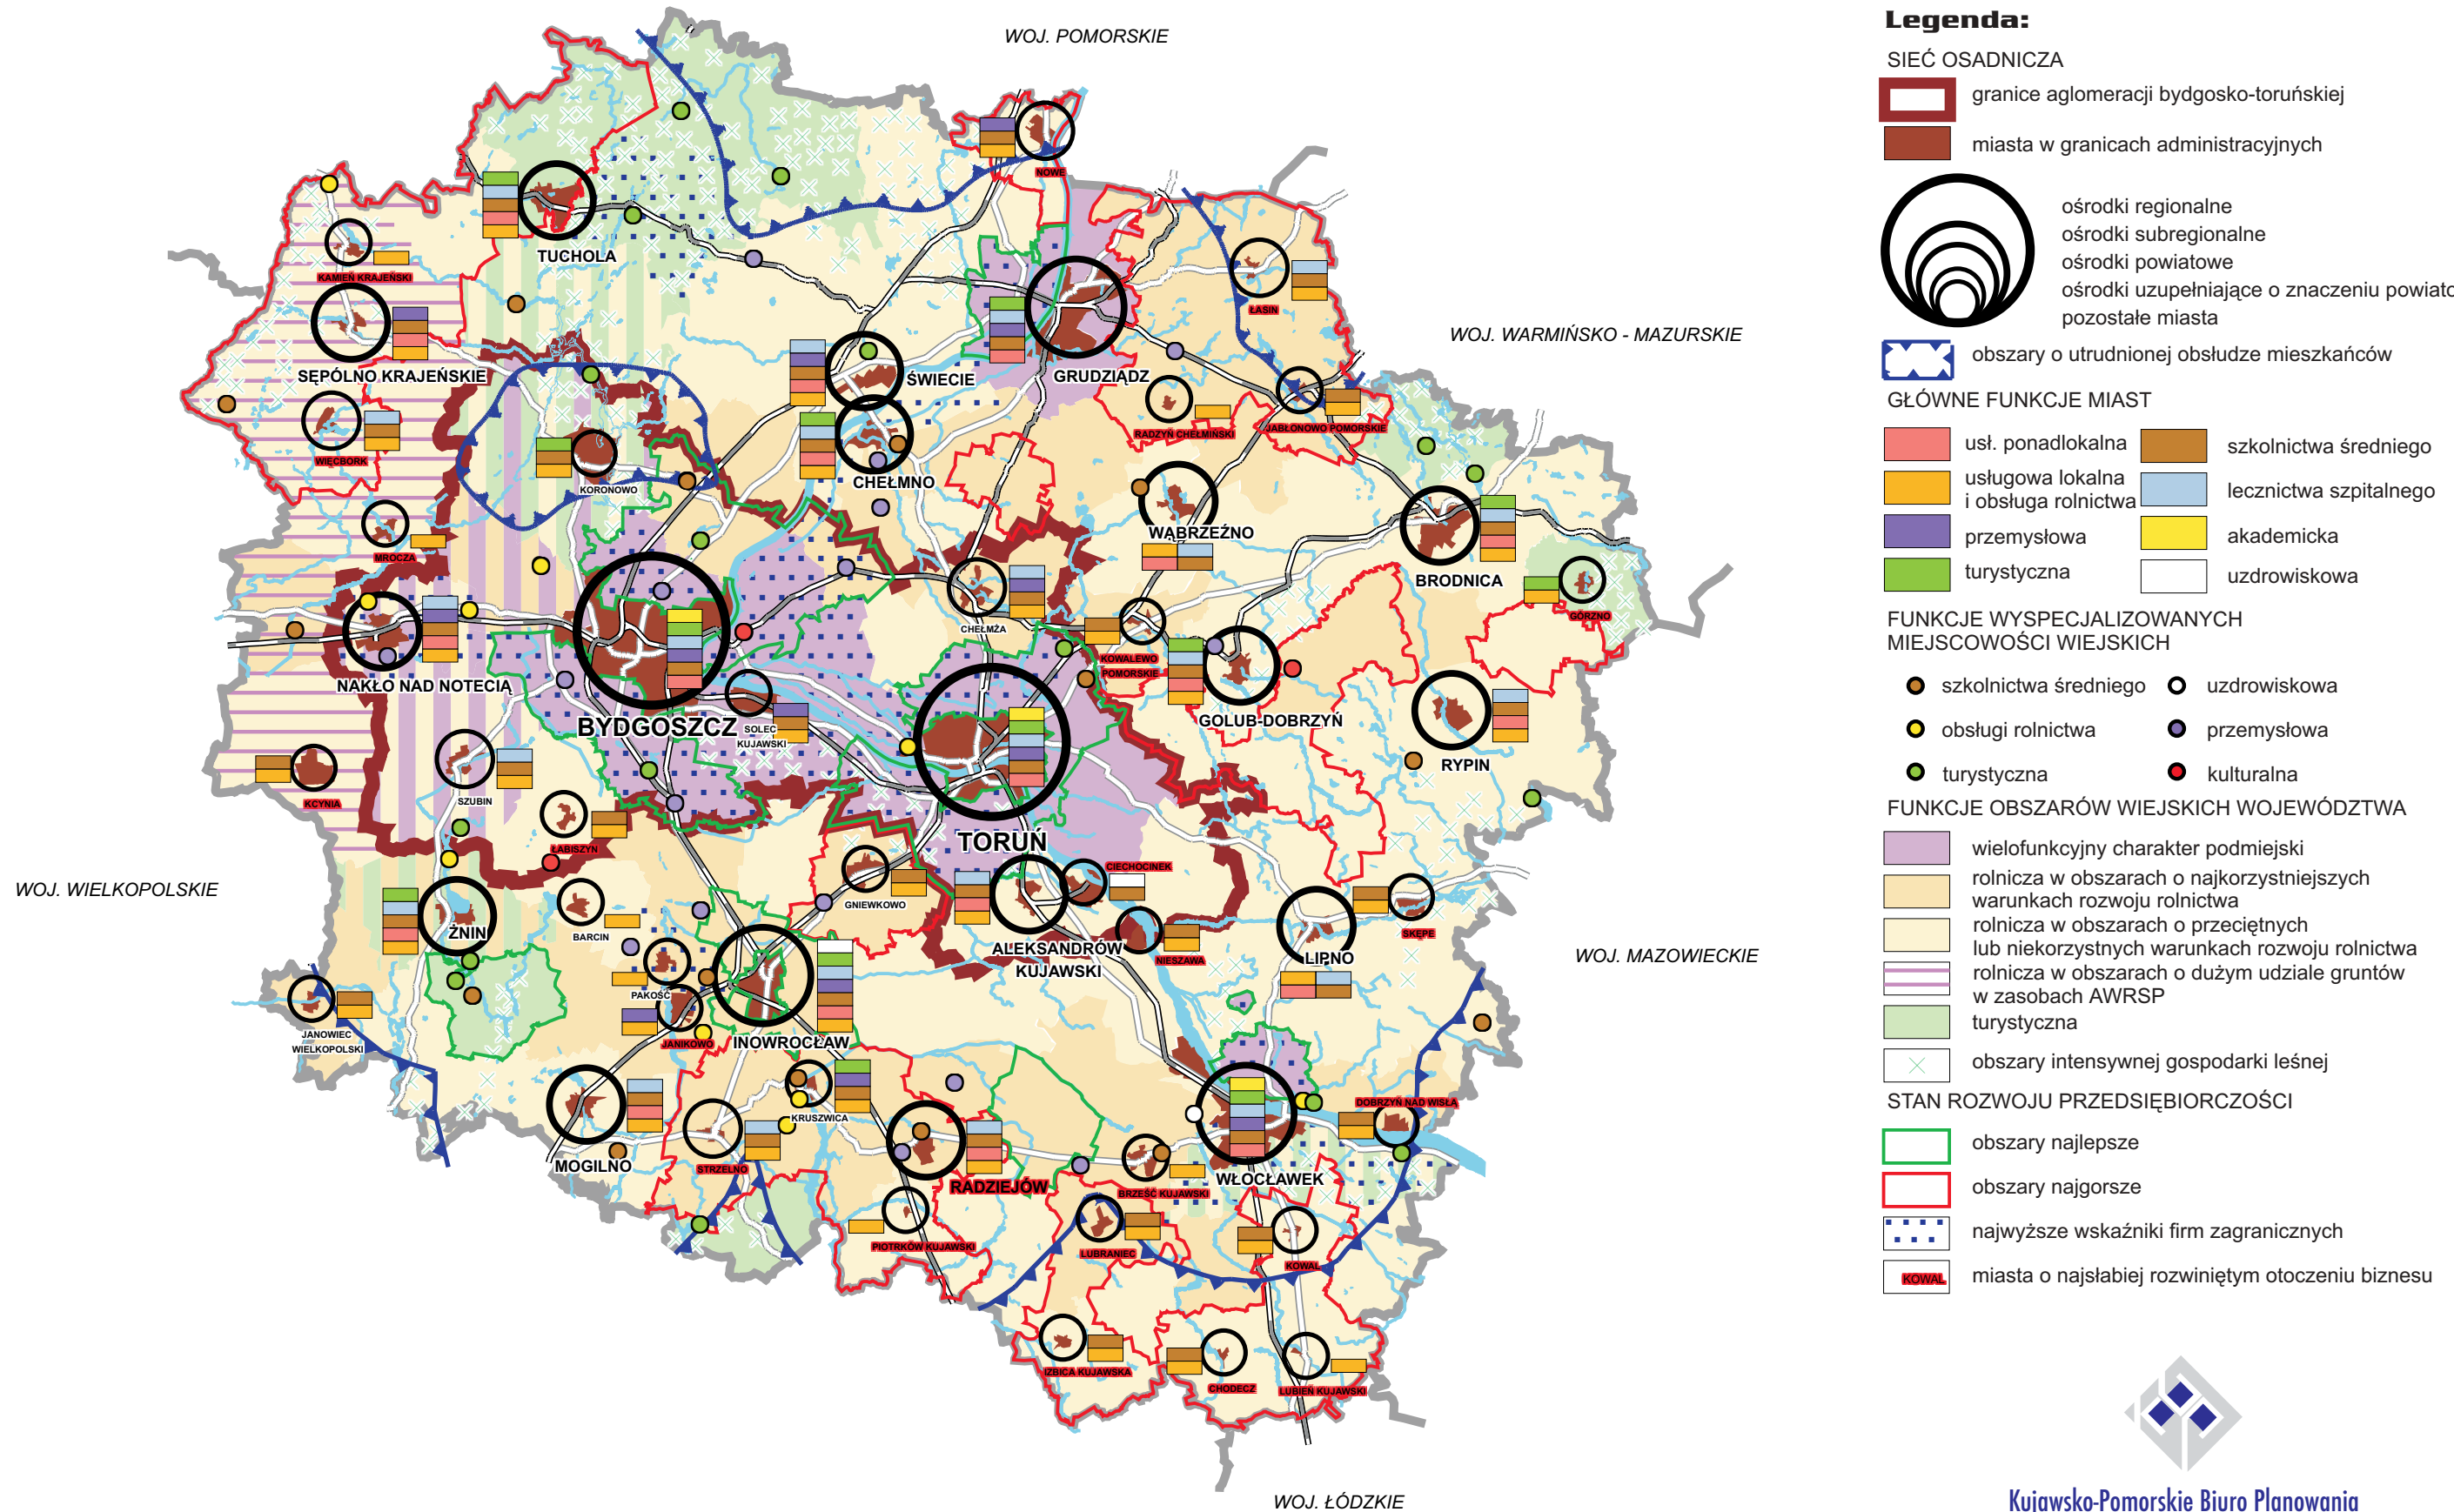 WOJ. POMORSKIE
NOWE
TUCHOLA
KAMIEŃ KRAJEŃSKI
ŁASIN
WOJ. WARMIŃSKO - MAZURSKIE
SĘPÓLNO KRAJEŃSKIE
ŚWIECIE
GRUDZIĄDZ
RADZYŃ CHEŁMIŃSKI
JABŁONOWO POMORSKIE
WIĘCBORK
KORONOWO
CHEŁMNO
WĄBRZEŹNO
MROCZA
BRODNICA
GÓRZNO
CHEŁMŻA
KOWALEWO
POMORSKIE
NAKŁO NAD NOTECIĄ
BYDGOSZCZ
SOLEC
KUJAWSKI
GOLUB-DOBRZYŃ
RYPIN
KCYNIA
SZUBIN
ŁABISZYN
TORUŃ
CIECHOCINEK
WOJ. WIELKOPOLSKIE
GNIEWKOWO
ŻNIN
BARCIN
ALEKSANDRÓW
KUJAWSKI
NIESZAWA
LIPNO
SKĘPE
WOJ. MAZOWIECKIE
PAKOŚĆ
JANOWIEC
WIELKOPOLSKI
JANIKOWO
INOWROCŁAW
KRUSZWICA
DOBRZYŃ NAD WISŁĄ
MOGILNO
STRZELNO
RADZIEJÓW
BRZEŚĆ KUJAWSKI
WŁOCŁAWEK
PIOTRKÓW KUJAWSKI
LUBRANIEC
KOWAL
IZBICA KUJAWSKA
CHODECZ
LUBIEŃ KUJAWSKI
WOJ. ŁÓDZKIE
Legenda:
SIEĆ OSADNICZA
granice aglomeracji bydgosko-toruńskiej
miasta w granicach administracyjnych
ośrodki regionalne
ośrodki subregionalne
ośrodki powiatowe
ośrodki uzupełniające o znaczeniu powiatc
pozostałe miasta
obszary o utrudnionej obsłudze mieszkańców
GŁÓWNE FUNKCJE MIAST
usł. ponadlokalna
szkolnictwa średniego
usługowa lokalna
i obsługa rolnictwa
lecznictwa szpitalnego
przemysłowa
akademicka
turystyczna
uzdrowiskowa
FUNKCJE WYSPECJALIZOWANYCH
MIEJSCOWOŚCI WIEJSKICH
szkolnictwa średniego
uzdrowiskowa
obsługi rolnictwa
przemysłowa
turystyczna
kulturalna
FUNKCJE OBSZARÓW WIEJSKICH WOJEWÓDZTWA
wielofunkcyjny charakter podmiejski
rolnicza w obszarach o najkorzystniejszych
warunkach rozwoju rolnictwa
rolnicza w obszarach o przeciętnych
lub niekorzystnych warunkach rozwoju rolnictwa
rolnicza w obszarach o dużym udziale gruntów
w zasobach AWRSP
turystyczna
obszary intensywnej gospodarki leśnej
STAN ROZWOJU PRZEDSIĘBIORCZOŚCI
obszary najlepsze
obszary najgorsze
najwyższe wskaźniki firm zagranicznych
KOWAL
miasta o najsłabiej rozwiniętym otoczeniu biznesu
Kujawsko-Pomorskie Biuro Planowania